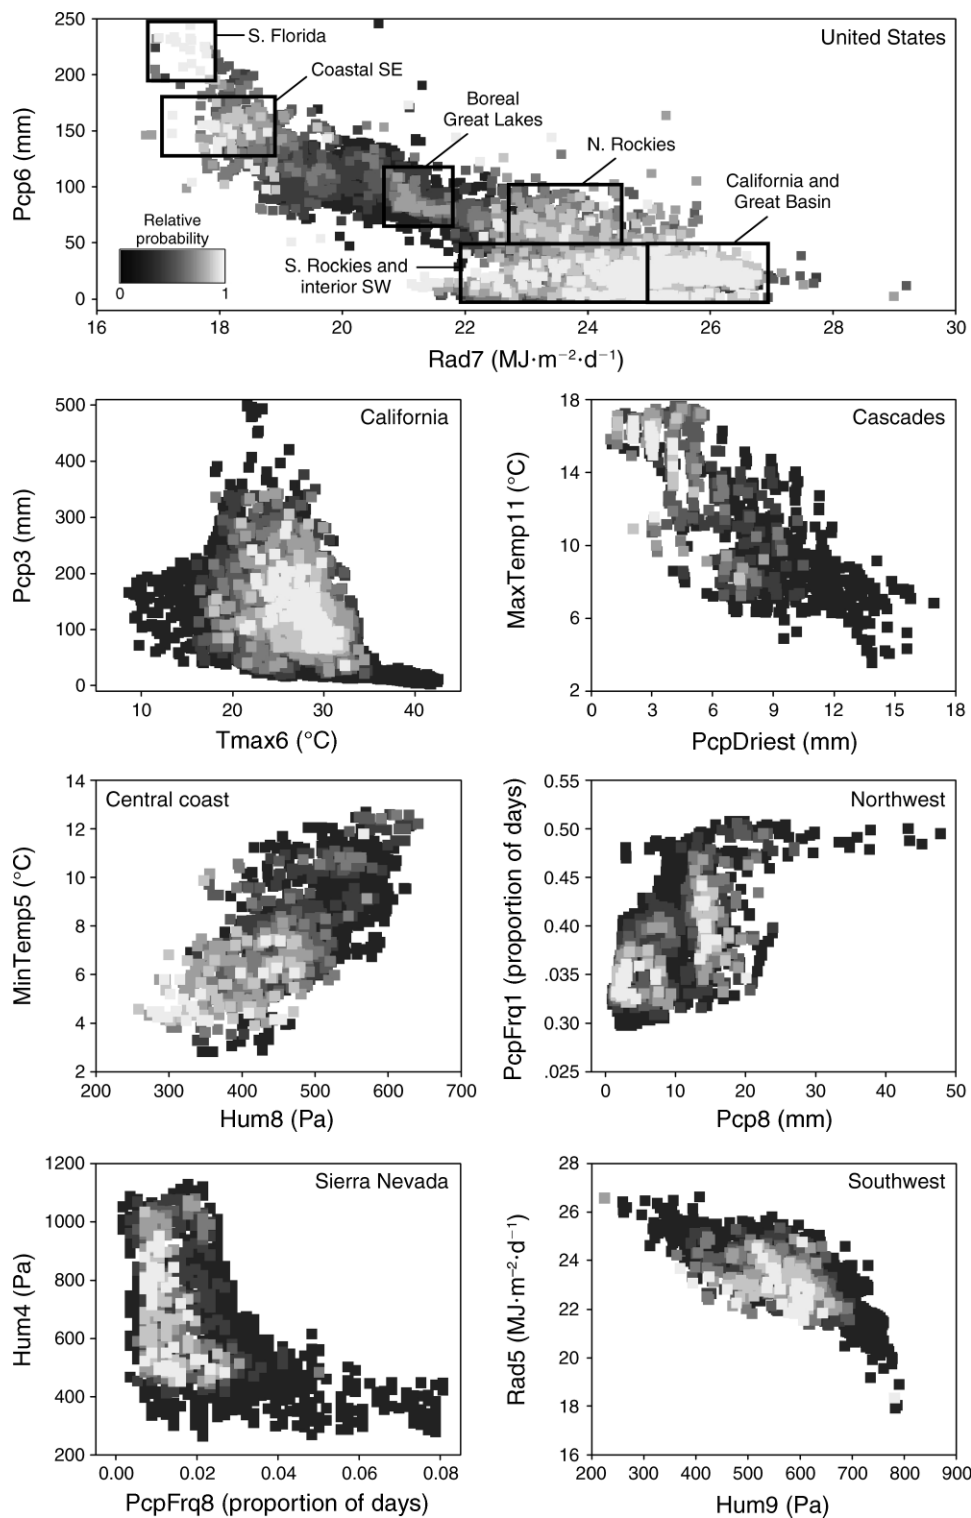 250
200
150
100
50
0
Pcp6 (mm)
United States
S. Florida
Coastal SE
Boreal
Great Lakes
N. Rockies
California and
Great Basin
Relative
probability
0 1
S. Rockies and
interior SW
16 18 20 22 24 26 28 30
Rad7 (MJ·m⁻²·d⁻¹)
500
400
300
200
100
0
Pcp3 (mm)
California
10 20 30 40
Tmax6 (°C)
18
14
10
6
2
MaxTemp11 (°C)
Cascades
0 3 6 9 12 15 18
PcpDriest (mm)
14
12
10
8
6
4
2
MinTemp5 (°C)
Central coast
200 300 400 500 600 700
Hum8 (Pa)
0.55
0.50
0.45
0.40
0.035
0.30
.025
PcpFrq1 (proportion of days)
Northwest
0 10 20 30 40 50
Pcp8 (mm)
1200
1000
800
600
400
200
Hum4 (Pa)
Sierra Nevada
0.00 0.02 0.04 0.06 0.08
PcpFrq8 (proportion of days)
28
26
24
22
20
18
16
Rad5 (MJ·m⁻²·d⁻¹)
Southwest
200 300 400 500 600 700 800 900
Hum9 (Pa)